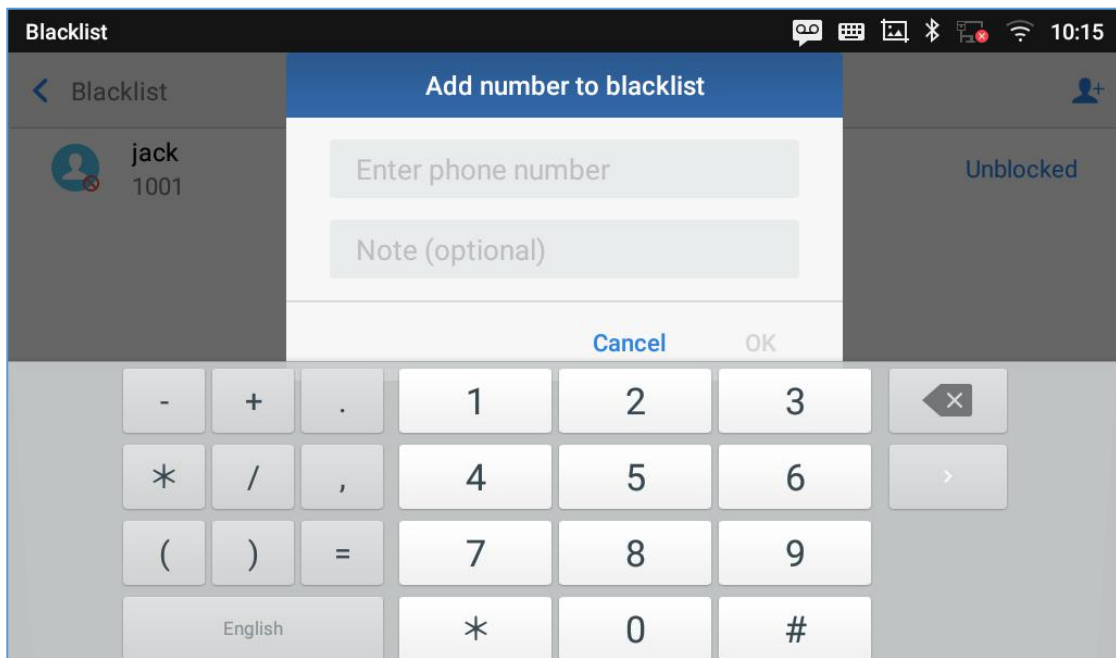 Blacklist 10:15
Blacklist
Add number to blacklist
jack
1001
Unblocked
Enter phone number
Note (optional)
Cancel OK
- + . 1 2 3
* / , 4 5 6 >
( ) = 7 8 9
English * 0 #